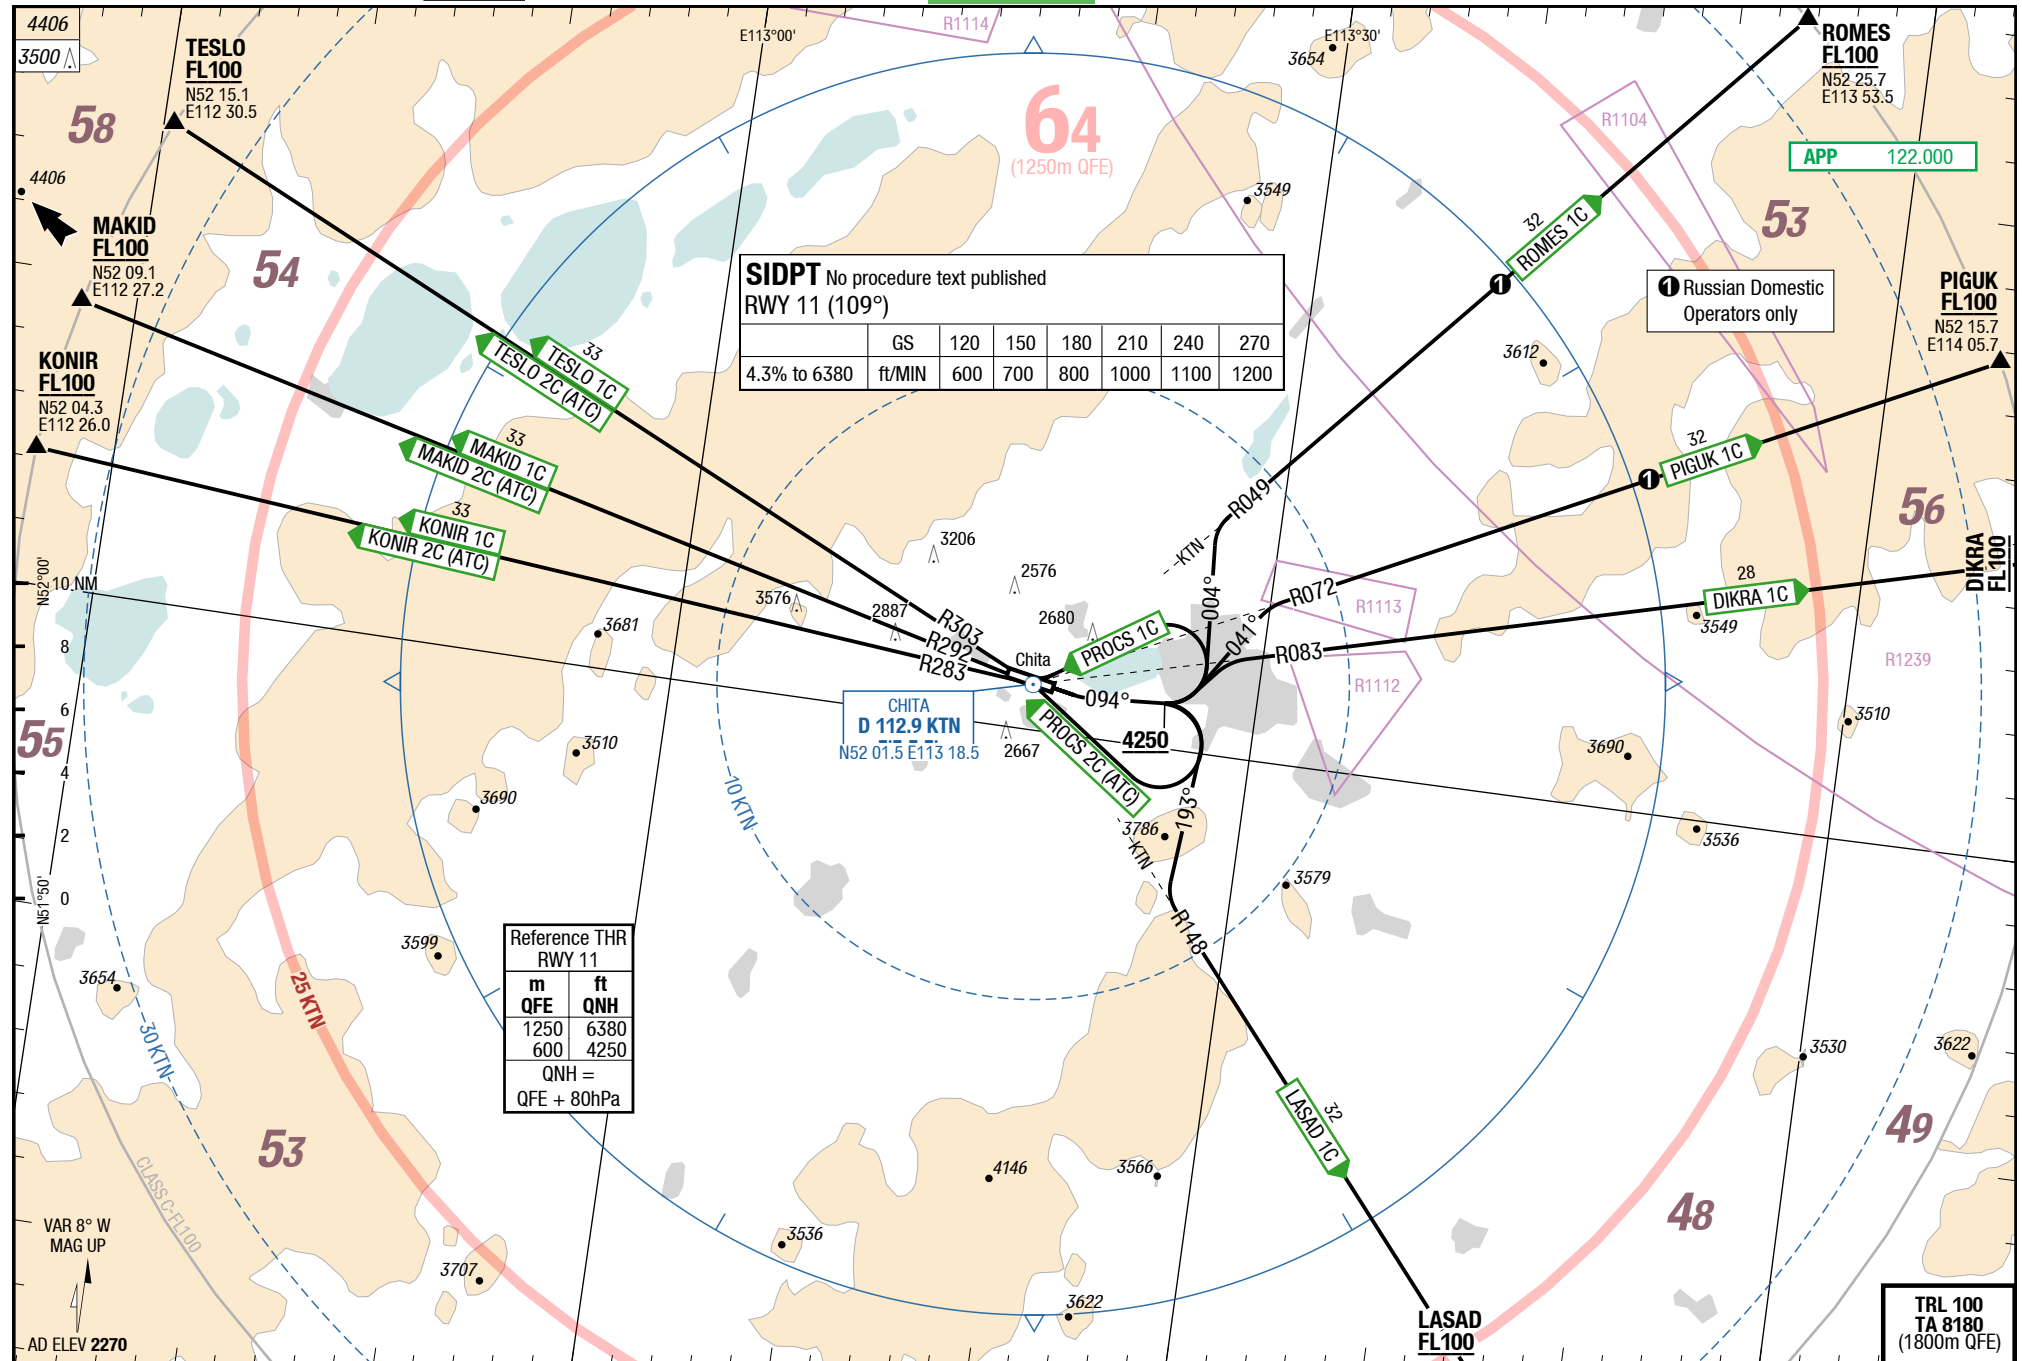 4406
3500
TESLO
FL100
N52 15.1
E112 30.5
58
4406
MAKID
FL100
N52 09.1
E112 27.2
54
KONIR
FL100
N52 04.3
E112 26.0
E113°00'
R1114
E113°30'
3654
64
(1250m QFE)
3549
ROMES
FL100
N52 25.7
E113 53.5
R1104
APP 122.000
53
32
ROMES 1C
1
1 Russian Domestic
Operators only
PIGUK
FL100
N52 15.7
E114 05.7
SIDPT No procedure text published
RWY 11 (109°)
GS 120 150 180 210 240 270
4.3% to 6380 ft/MIN 600 700 800 1000 1100 1200
3612
33
TESLO 1C
TESLO 2C (ATC)
33
MAKID 1C
MAKID 2C (ATC)
33
KONIR 1C
KONIR 2C (ATC)
32
PIGUK 1C
1
56
DIKRA
FL100
28
DIKRA 1C
3549
R1239
R049
KTN
004°
041°
R072
R1113
R083
R1112
3206
2576
3576
2887
2680
3681
R303
R292
R283
Chita
PROCS 1C
094°
4250
CHITA
D 112.9 KTN
N52 01.5 E113 18.5
2667
PROCS 2C (ATC)
193°
3786
KTN
R148
N52°00'
10 NM
8
6
4
2
0
N51°50'
55
3510
3690
10 KTN
3510
3690
3536
3579
3599
3654
25 KTN
30 KTN
Reference THR
RWY 11
m ft
QFE QNH
1250 6380
600 4250
QNH =
QFE + 80hPa
3530
3622
49
32
LASAD 1C
48
53
4146
3566
3536
3707
3622
CLASS C-FL100
VAR 8° W
MAG UP
AD ELEV 2270
LASAD
FL100
TRL 100
TA 8180
(1800m QFE)